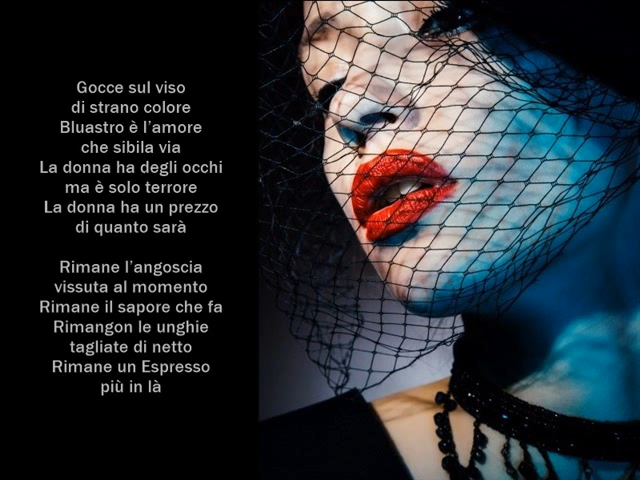 Gocce sul viso
di strano colore
Bluastro è l’amore
che sibila via
La donna ha degli occhi
ma è solo terrore
La donna ha un prezzo
di quanto sarà
Rimane l’angoscia
vissuta al momento
Rimane il sapore che fa
Rimangon le unghie
tagliate di netto
Rimane un Espresso
più in là